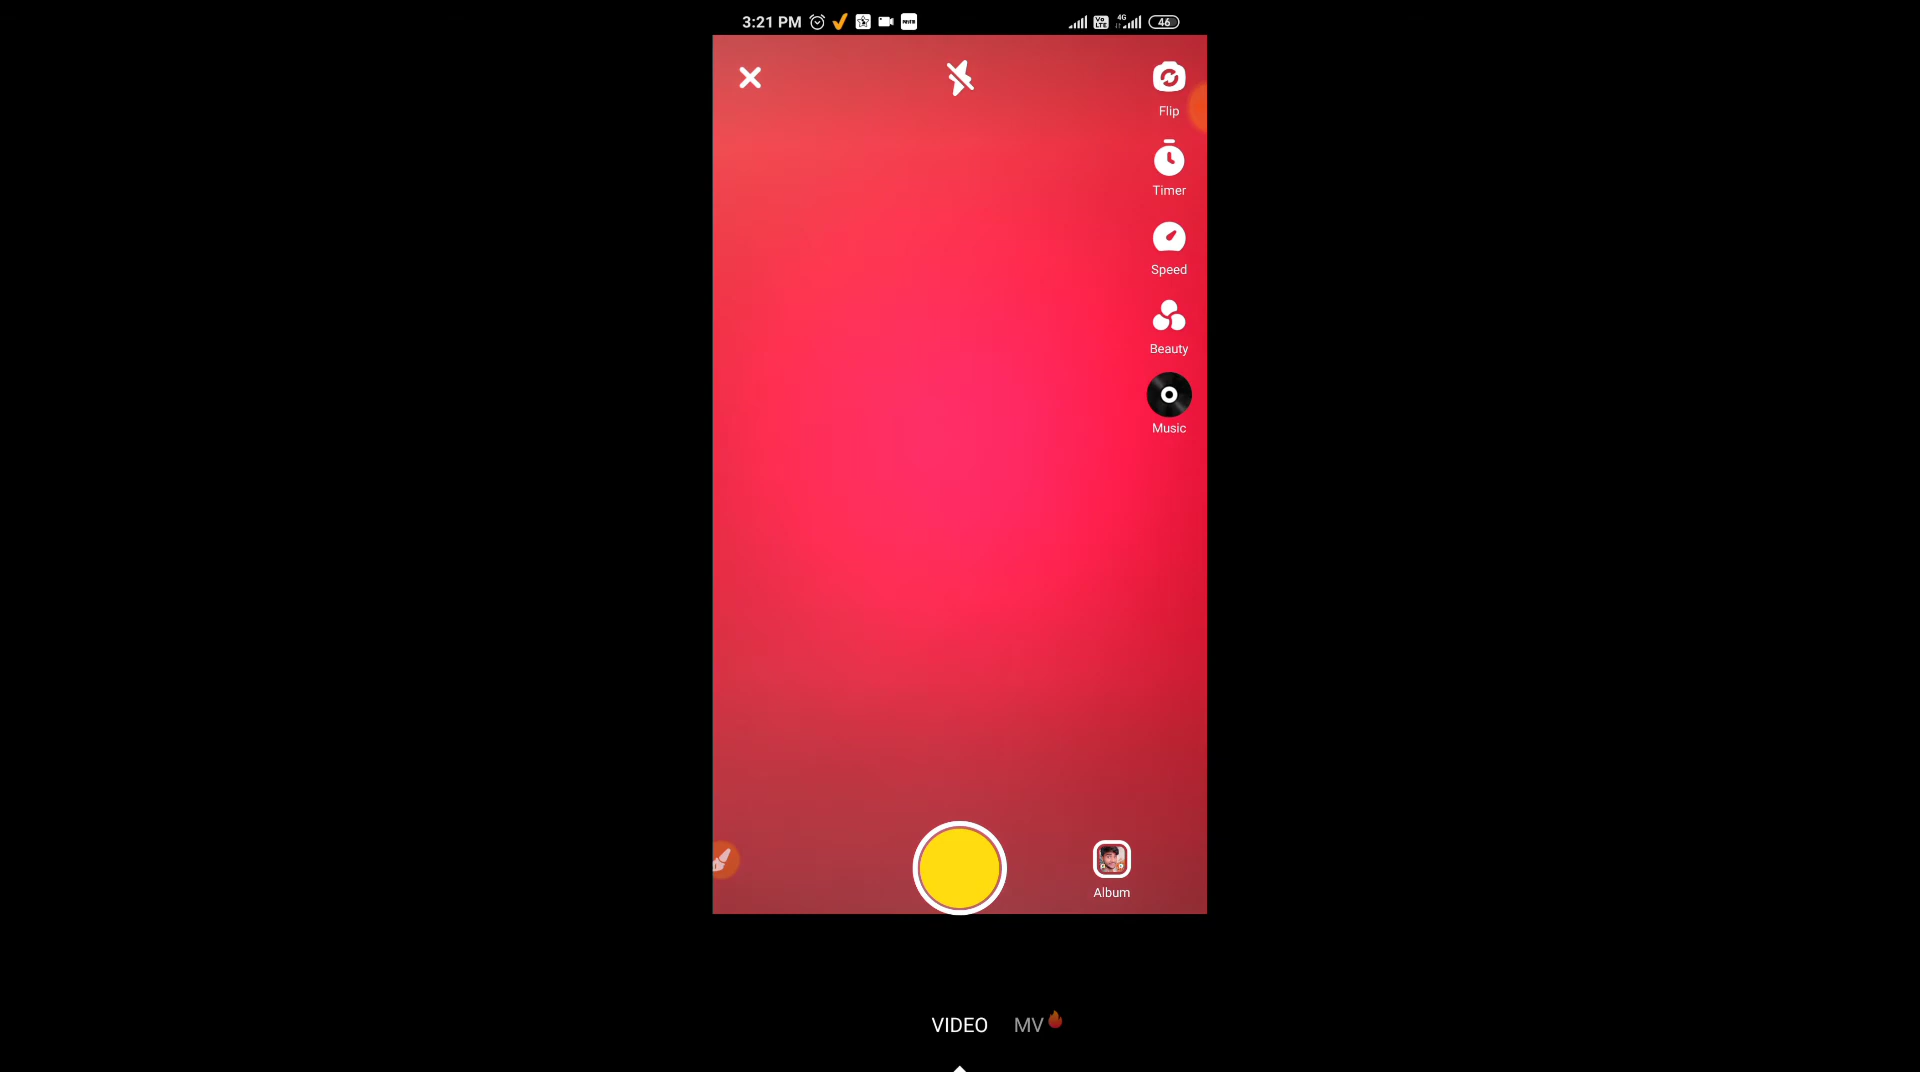 3:21 PM
46
Flip
Timer
Speed
Beauty
Music
Album
VIDEO MV